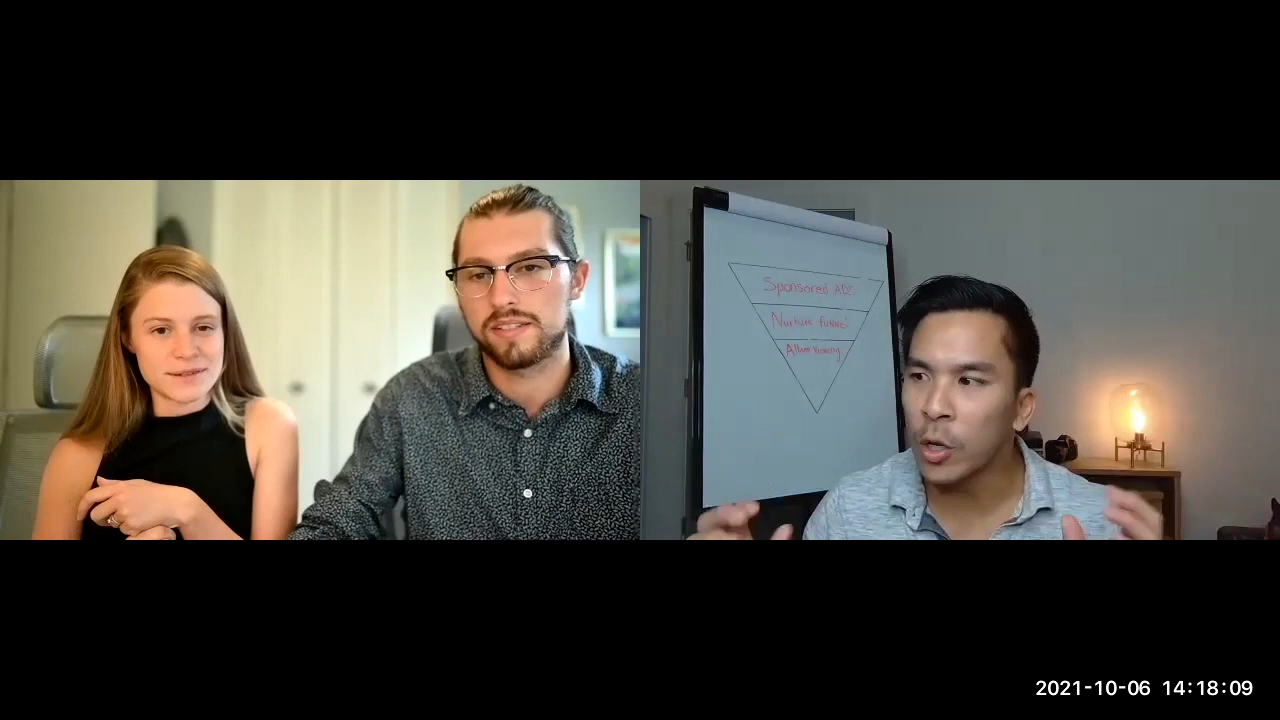 Sponsored ADS
Nurture funnel
Album Viewing
2021-10-06 14:18:09